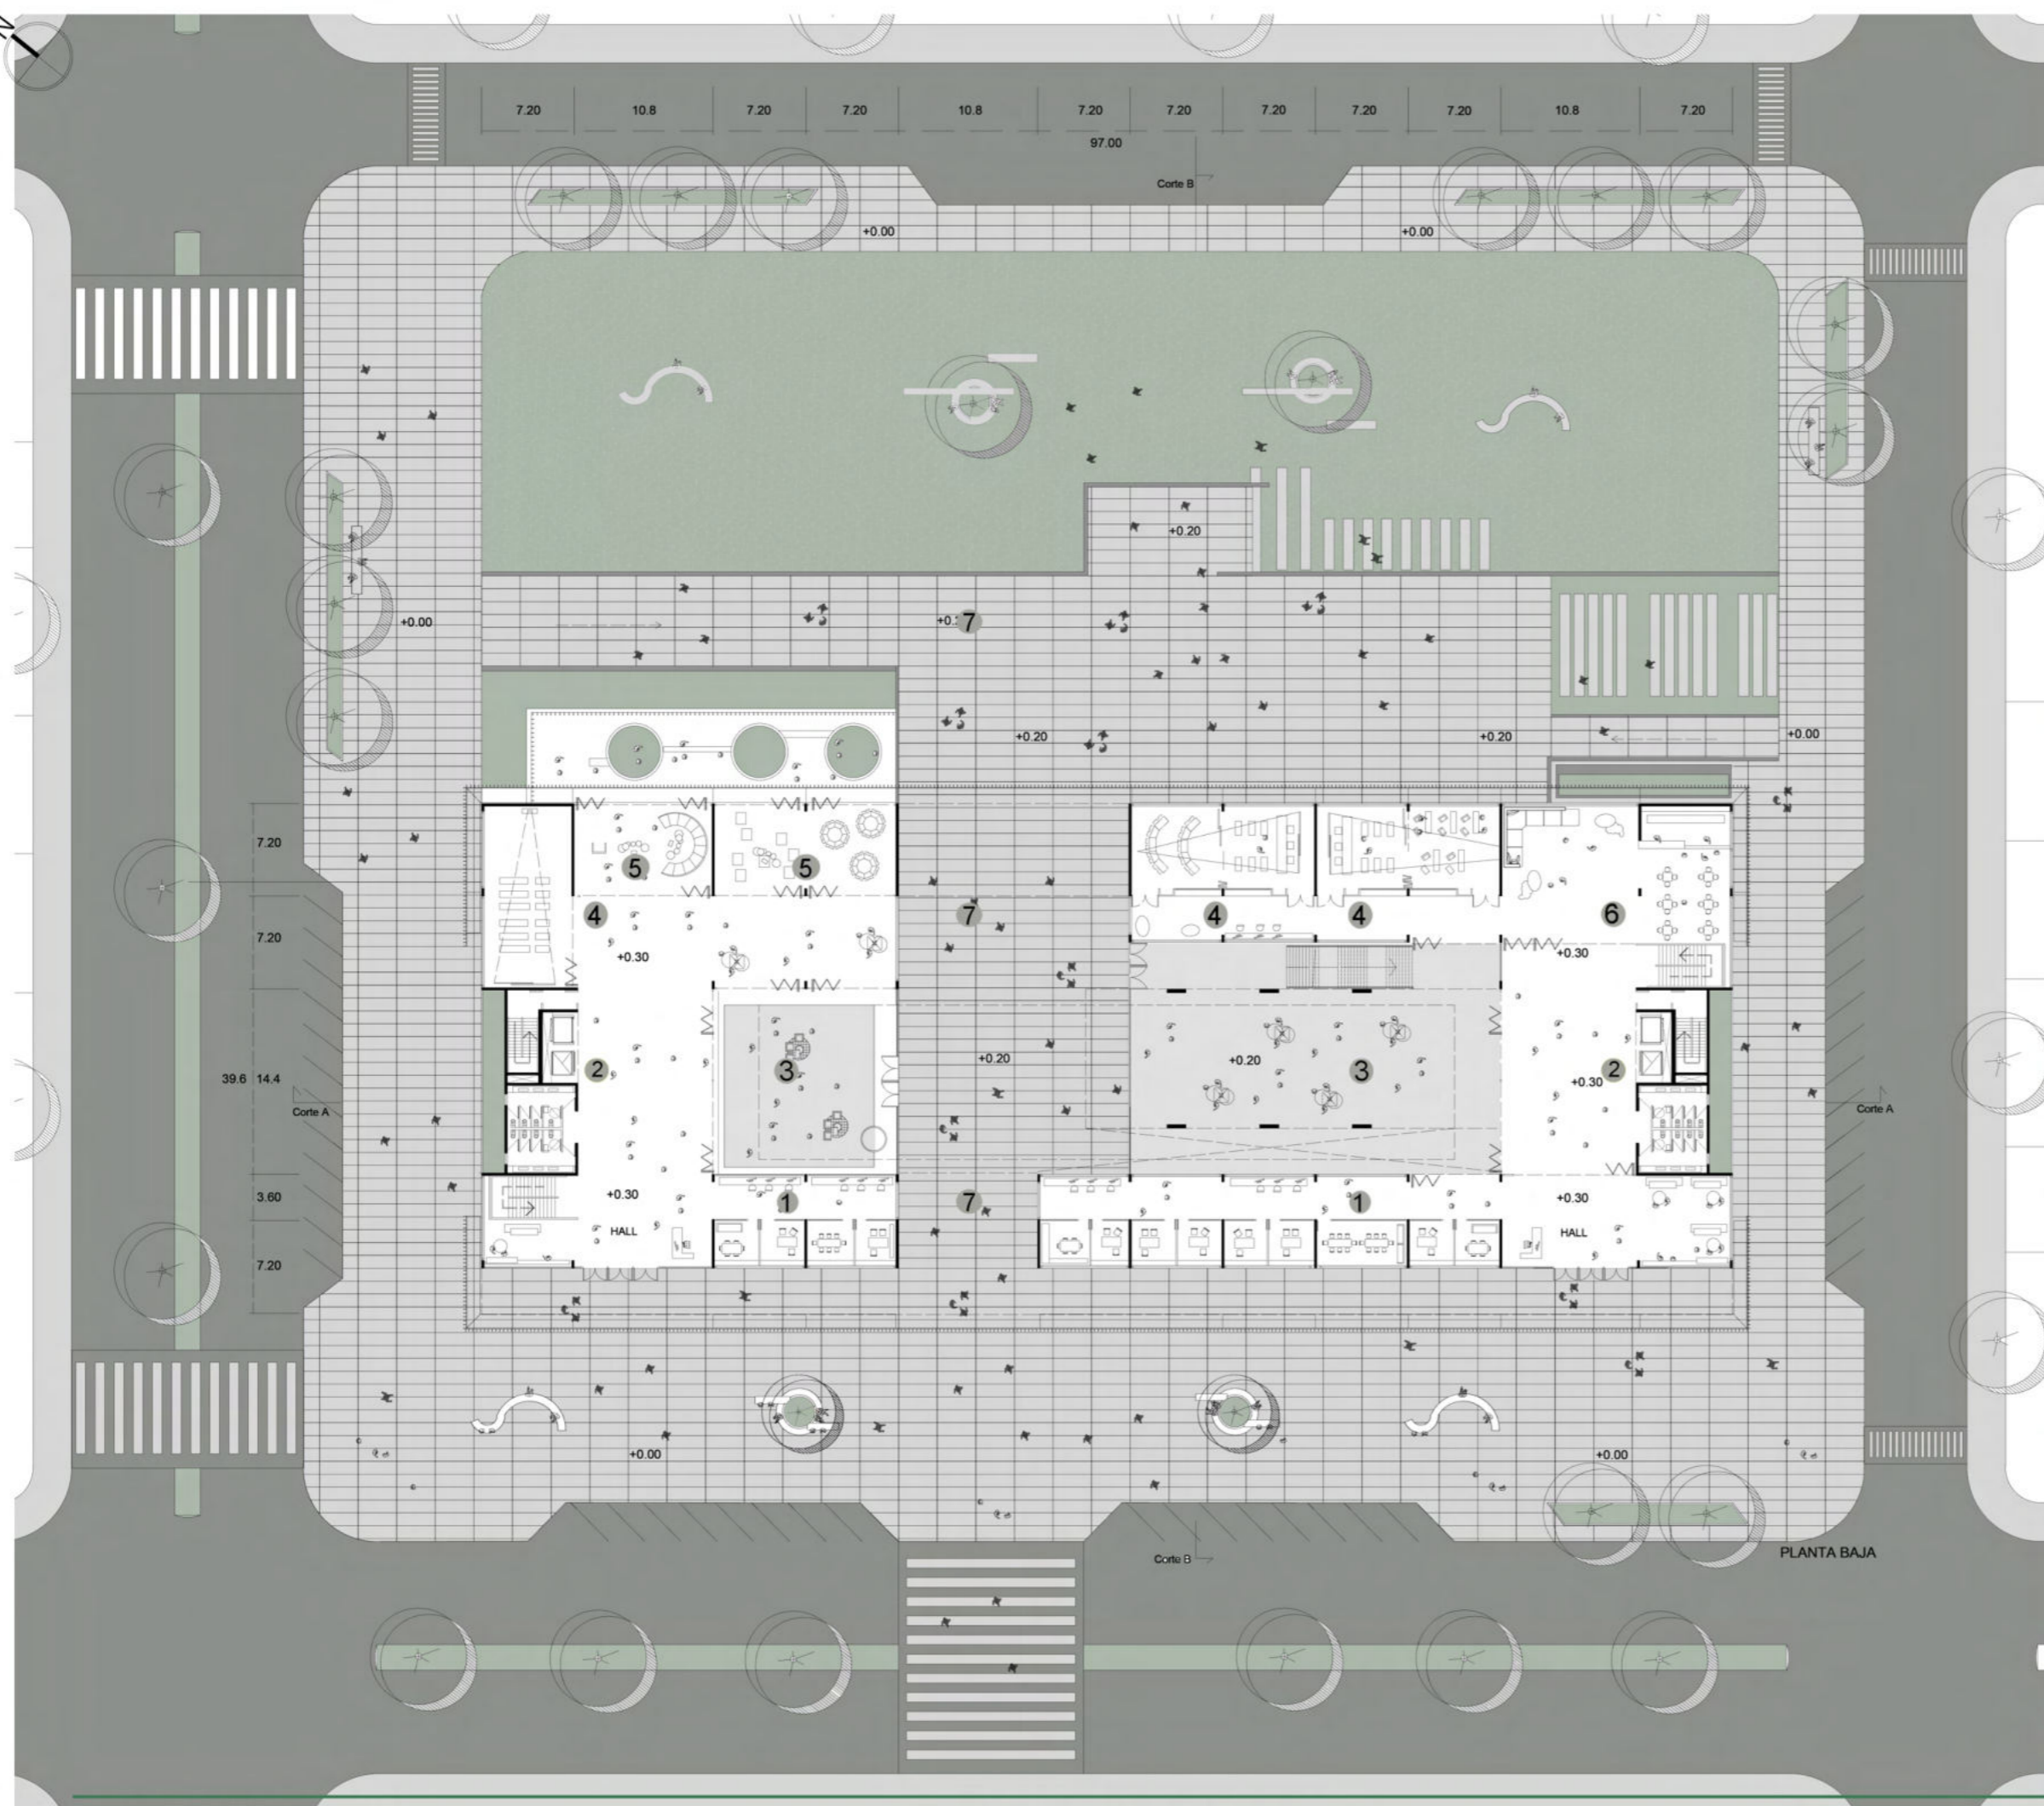 N
7.20 10.8 7.20 7.20 10.8 7.20 7.20 7.20 7.20 7.20 10.8 7.20
97.00
Corte B
+0.00 +0.00
+0.20
+0.00
7
+0.20 +0.20 +0.00
7.20
5 5
4 7 4 4 6
7.20
+0.30 +0.30
+0.20 +0.20
2 3 3 2
39.6 14.4 +0.30
Corte A Corte A
3.60 +0.30 1 7 1 +0.30
HALL HALL
7.20
+0.00 +0.00
Corte B
PLANTA BAJA